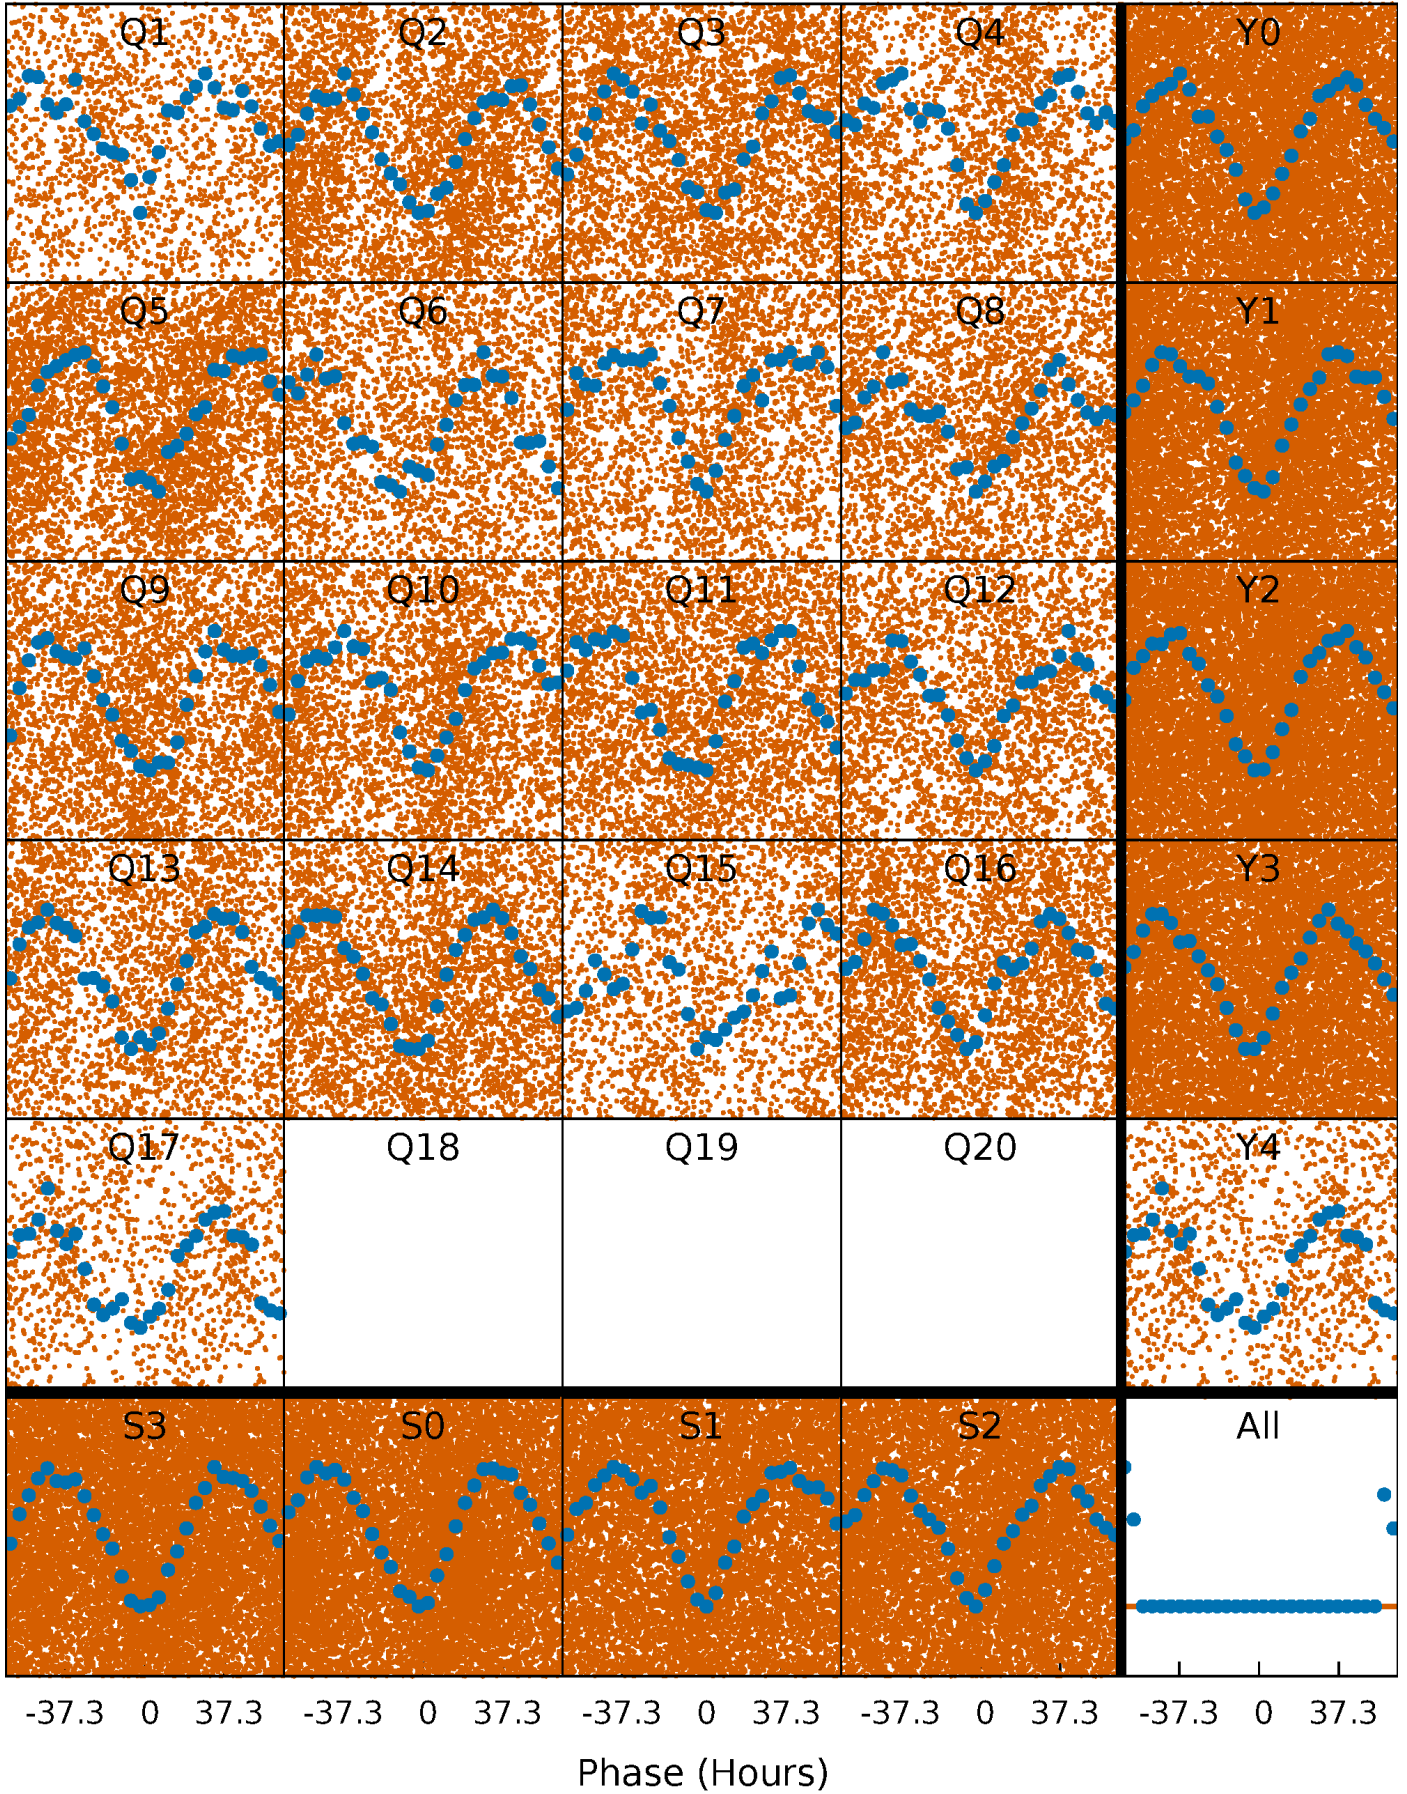 Q1 Q2 Q3 Q4 Y0
Q5 Q6 Q7 Q8 Y1
Q9 Q10 Q11 Q12 Y2
Q13 Q14 Q15 Q16 Y3
Q17 Q18 Q19 Q20 Y4
S3 S0 S1 S2 All
-37.3 0 37.3 -37.3 0 37.3 -37.3 0 37.3 -37.3 0 37.3 -37.3 0 37.3
Phase (Hours)